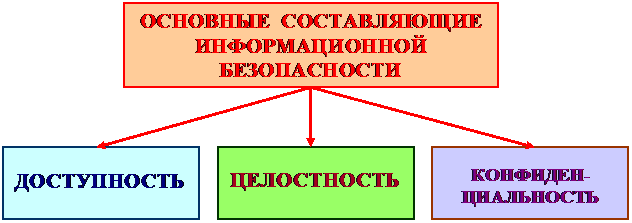 ОСНОВНЫЕ СОСТАВЛЯЮЩИЕ
ИНФОРМАЦИОННОЙ
БЕЗОПАСНОСТИ
ДОСТУПНОСТЬ
ЦЕЛОСТНОСТЬ
КОНФИДЕН-
ЦИАЛЬНОСТЬ